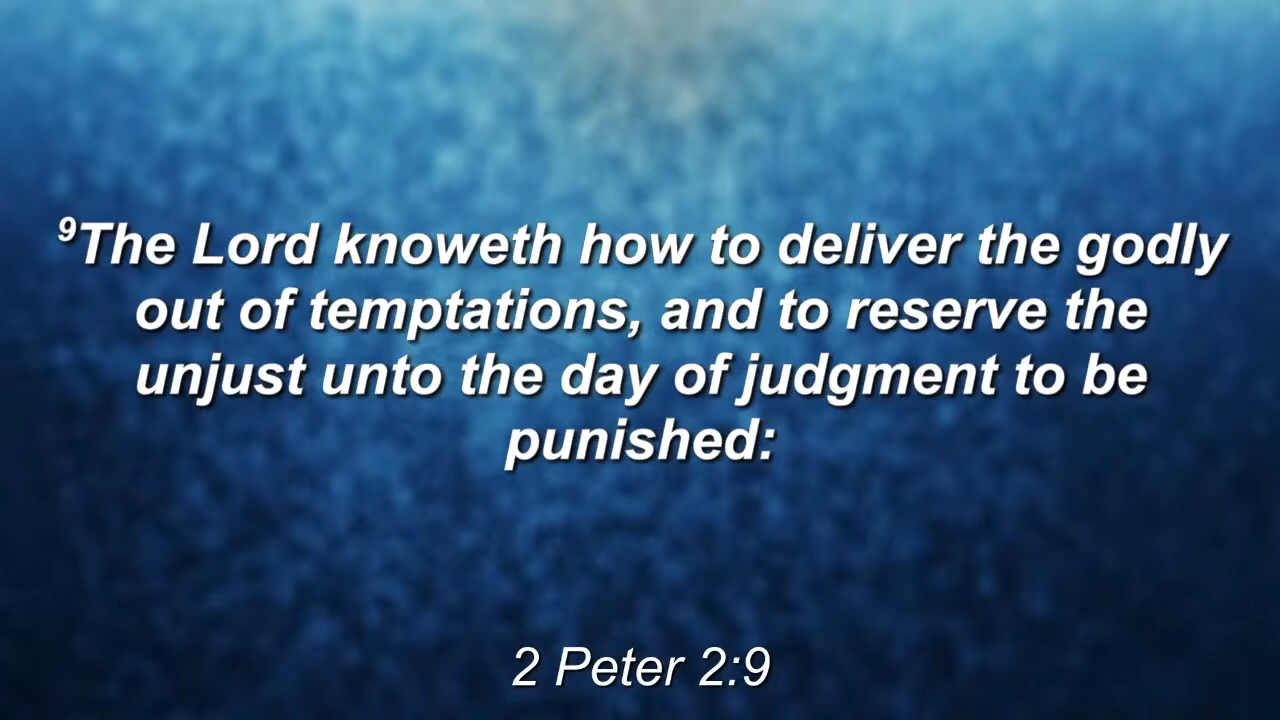 ⁹The Lord knoweth how to deliver the godly
out of temptations, and to reserve the
unjust unto the day of judgment to be
punished:
2 Peter 2:9